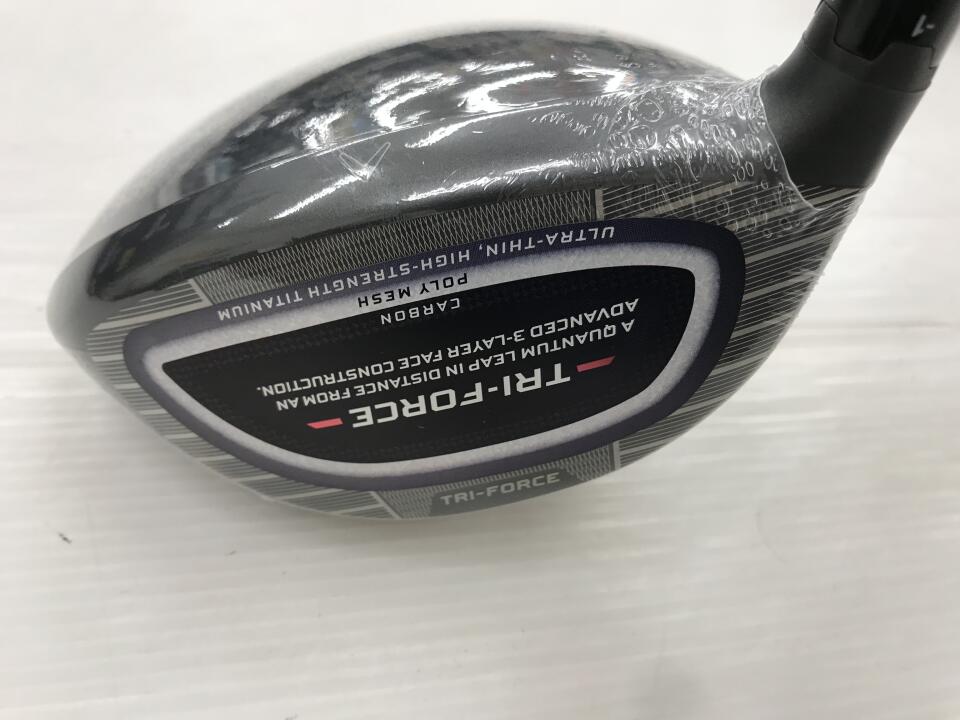 ULTRA-THIN, HIGH-STRENGTH TITANIUM
POLY MESH
CARBON
TRI-FORCE
A QUANTUM LEAP IN DISTANCE FROM AN
ADVANCED 3-LAYER FACE CONSTRUCTION.
TRI-FORCE
-1